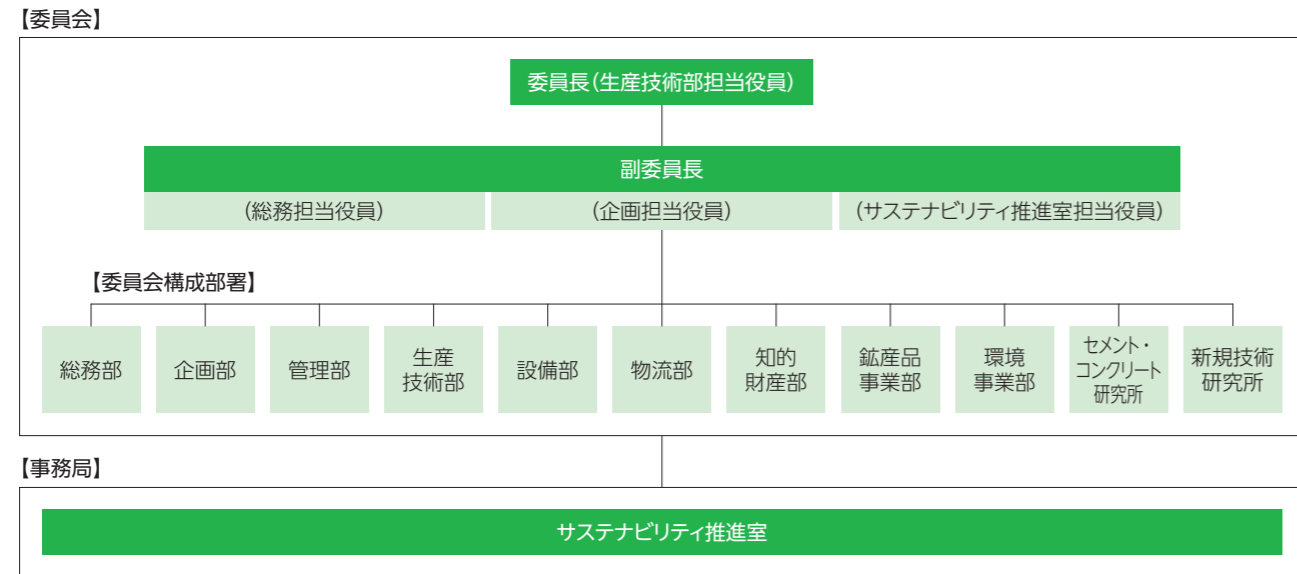 【委員会】
委員長(生産技術部担当役員)
副委員長
(総務担当役員)
(企画担当役員)
(サステナビリティ推進室担当役員)
【委員会構成部署】
総務部
企画部
管理部
生産
技術部
設備部
物流部
知的
財産部
鉱産品
事業部
環境
事業部
セメント・
コンクリート
研究所
新規技術
研究所
【事務局】
サステナビリティ推進室